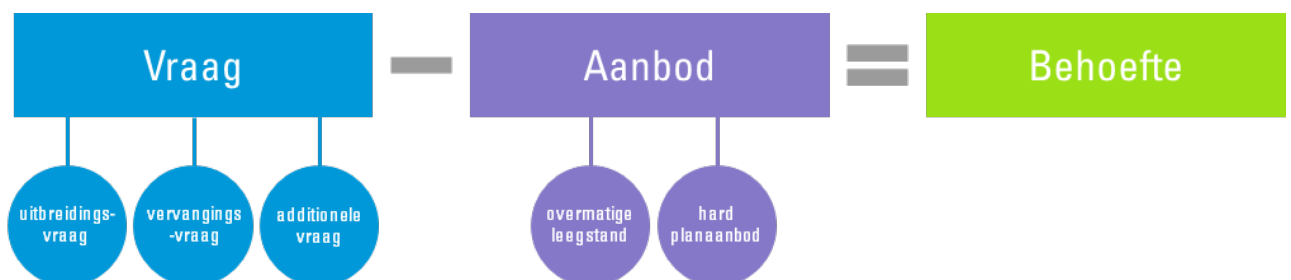 Vraag
Aanbod
Behoefte
uitbreidings-
vraag
vervangings
-vraag
additionele
vraag
overmatige
leegstand
hard
planaanbod